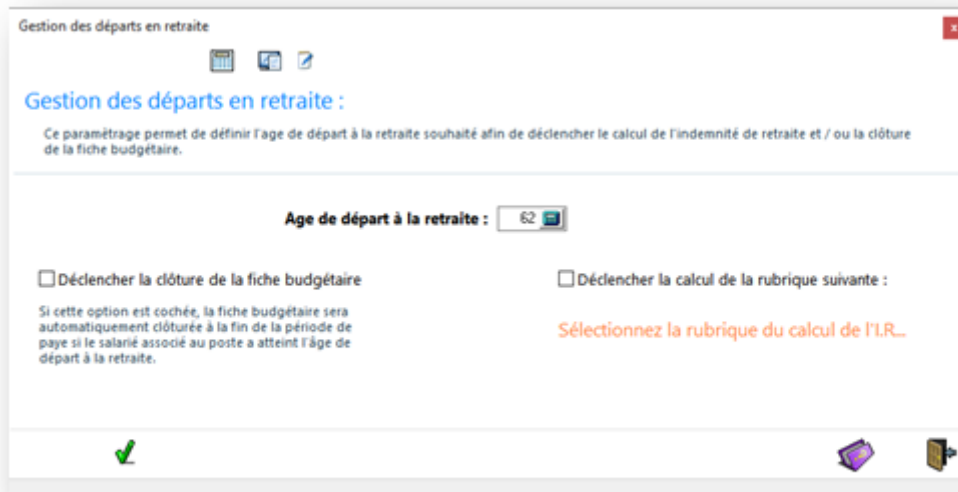 Gestion des départs en retraite
x
Gestion des départs en retraite :
Ce paramètrage permet de définir l'age de départ à la retraite souhaité afin de déclencher le calcul de l'indemnité de retraite et / ou la clôture
de la fiche budgétaire.
Age de départ à la retraite : 62
Déclencher la clôture de la fiche budgétaire
Si cette option est cochée, la fiche budgétaire sera
automatiquement clôturée à la fin de la période de
paye si le salarié associé au poste a atteint l'âge de
départ à la retraite.
Déclencher la calcul de la rubrique suivante :
Sélectionnez la rubrique du calcul de l'I.R...